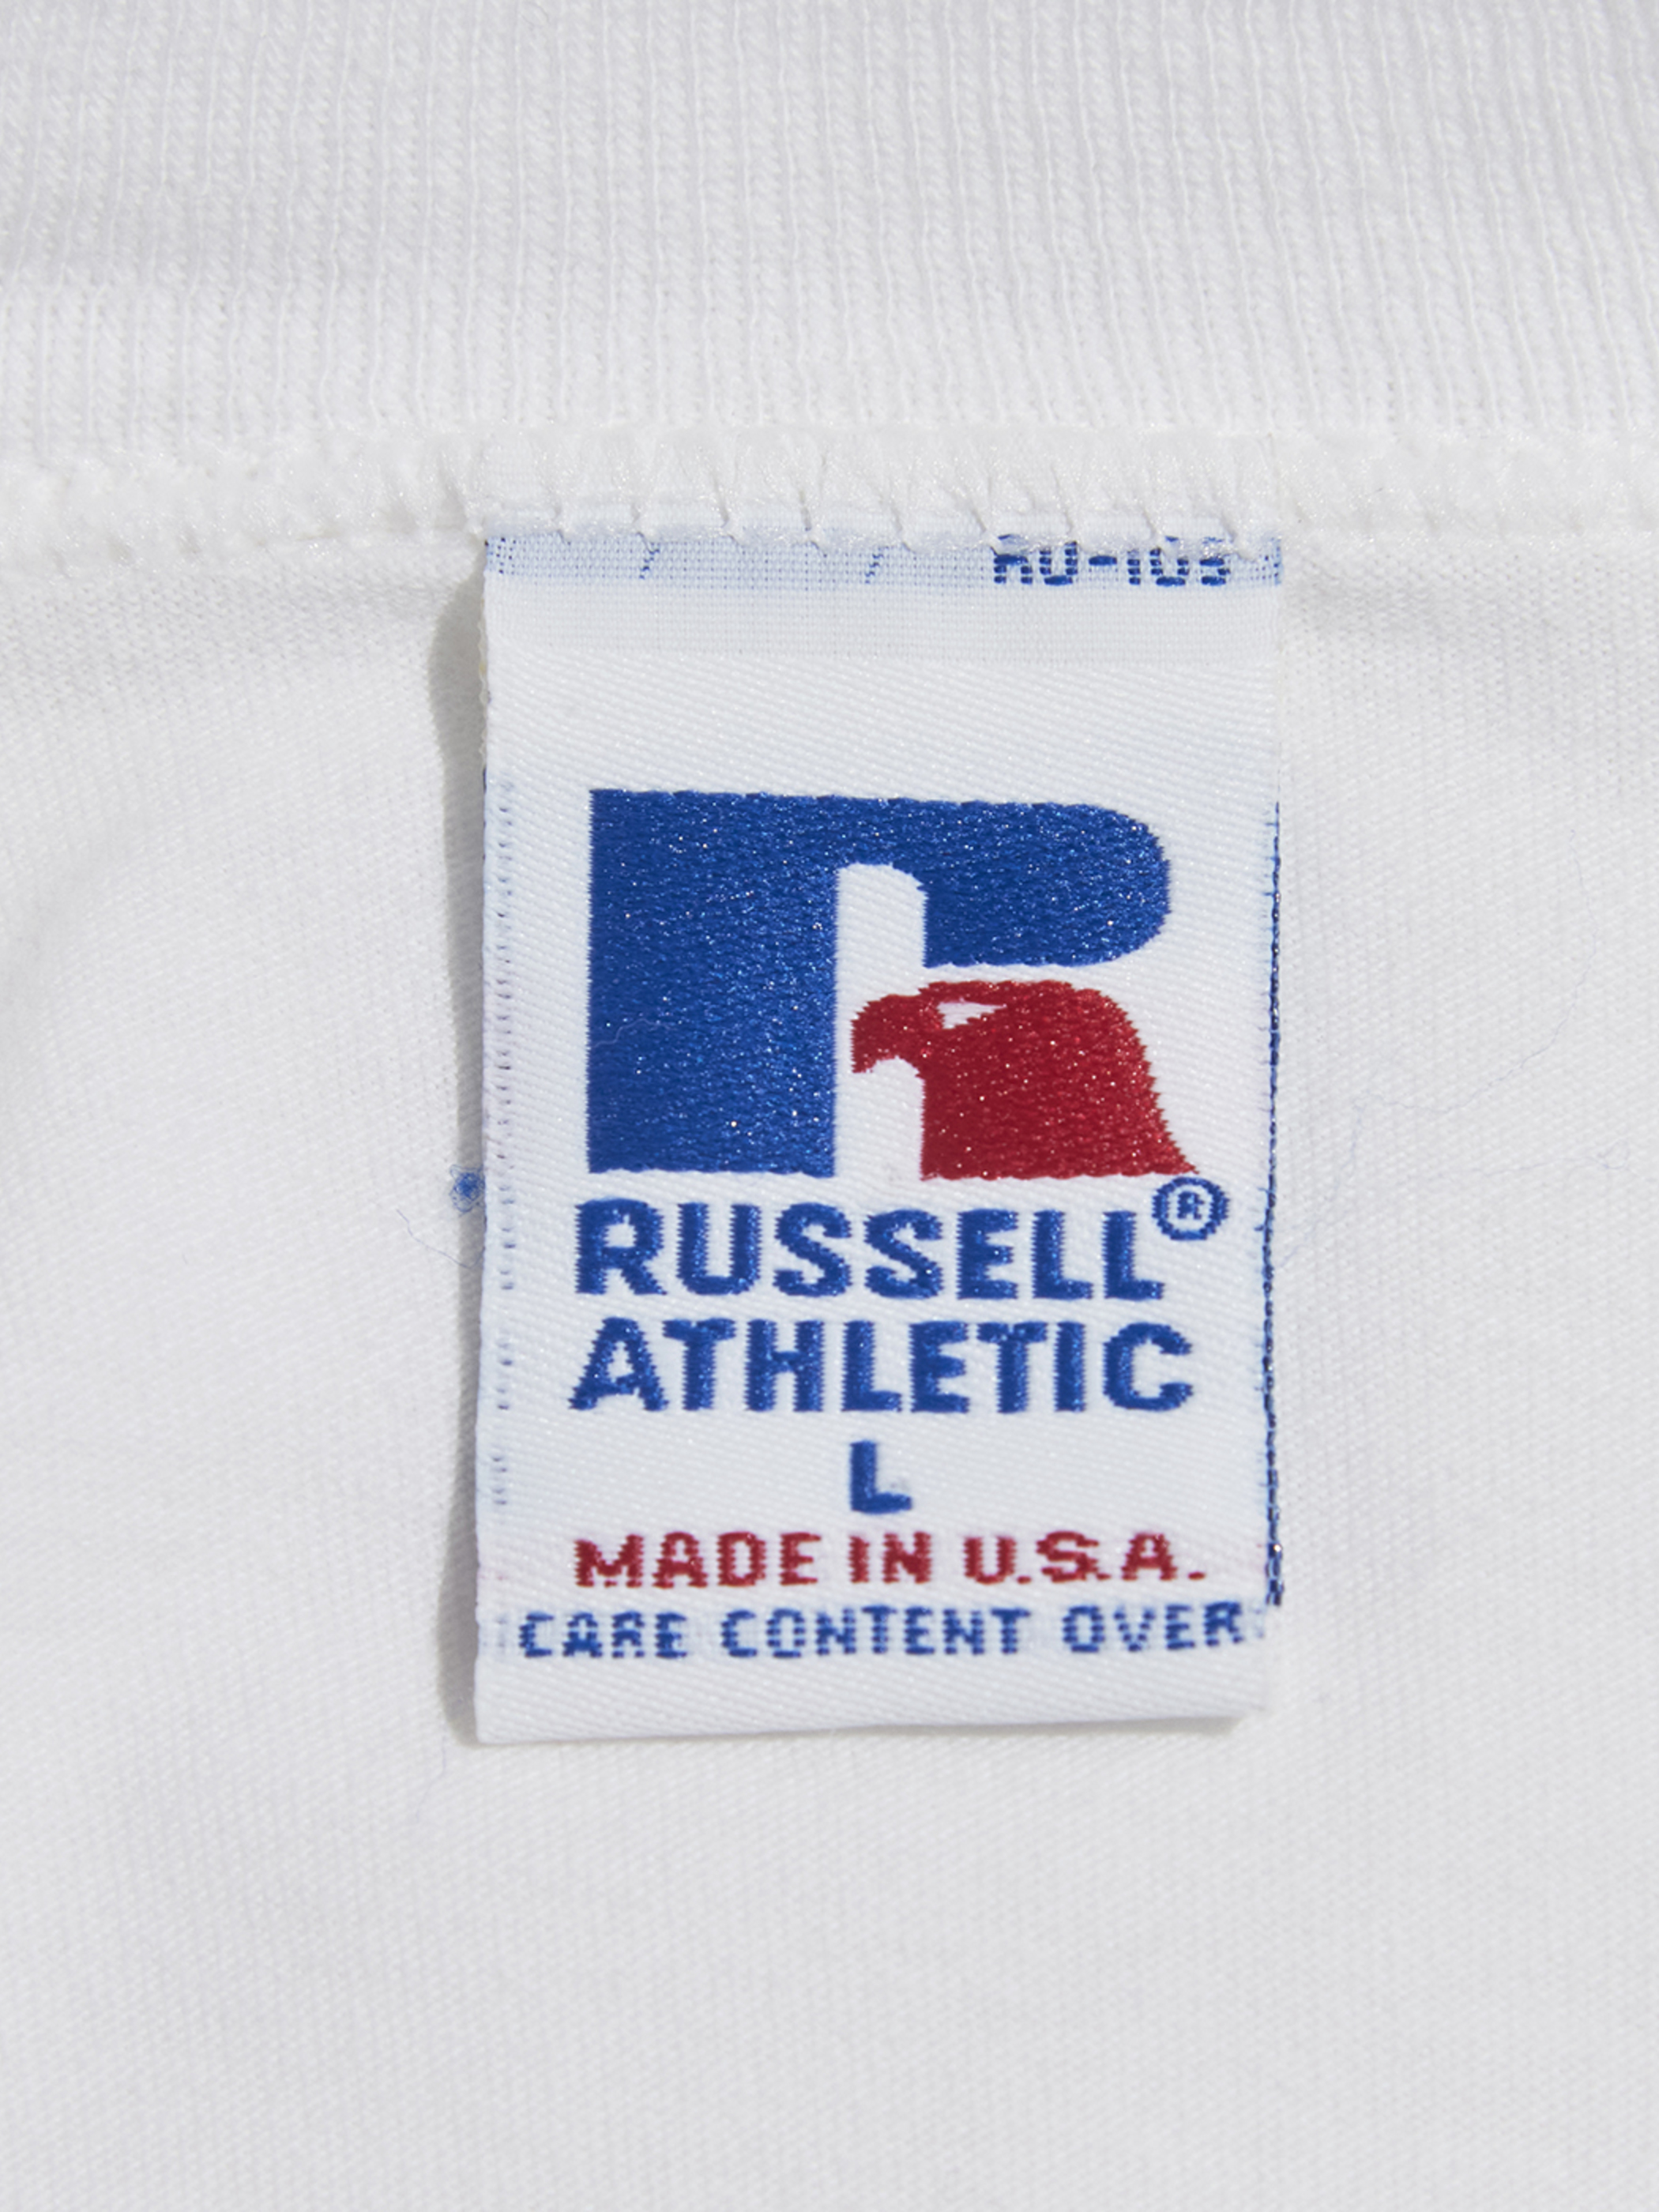 RUSSELL®
ATHLETIC
L
MADE IN U.S.A.
CARE CONTENT OVER